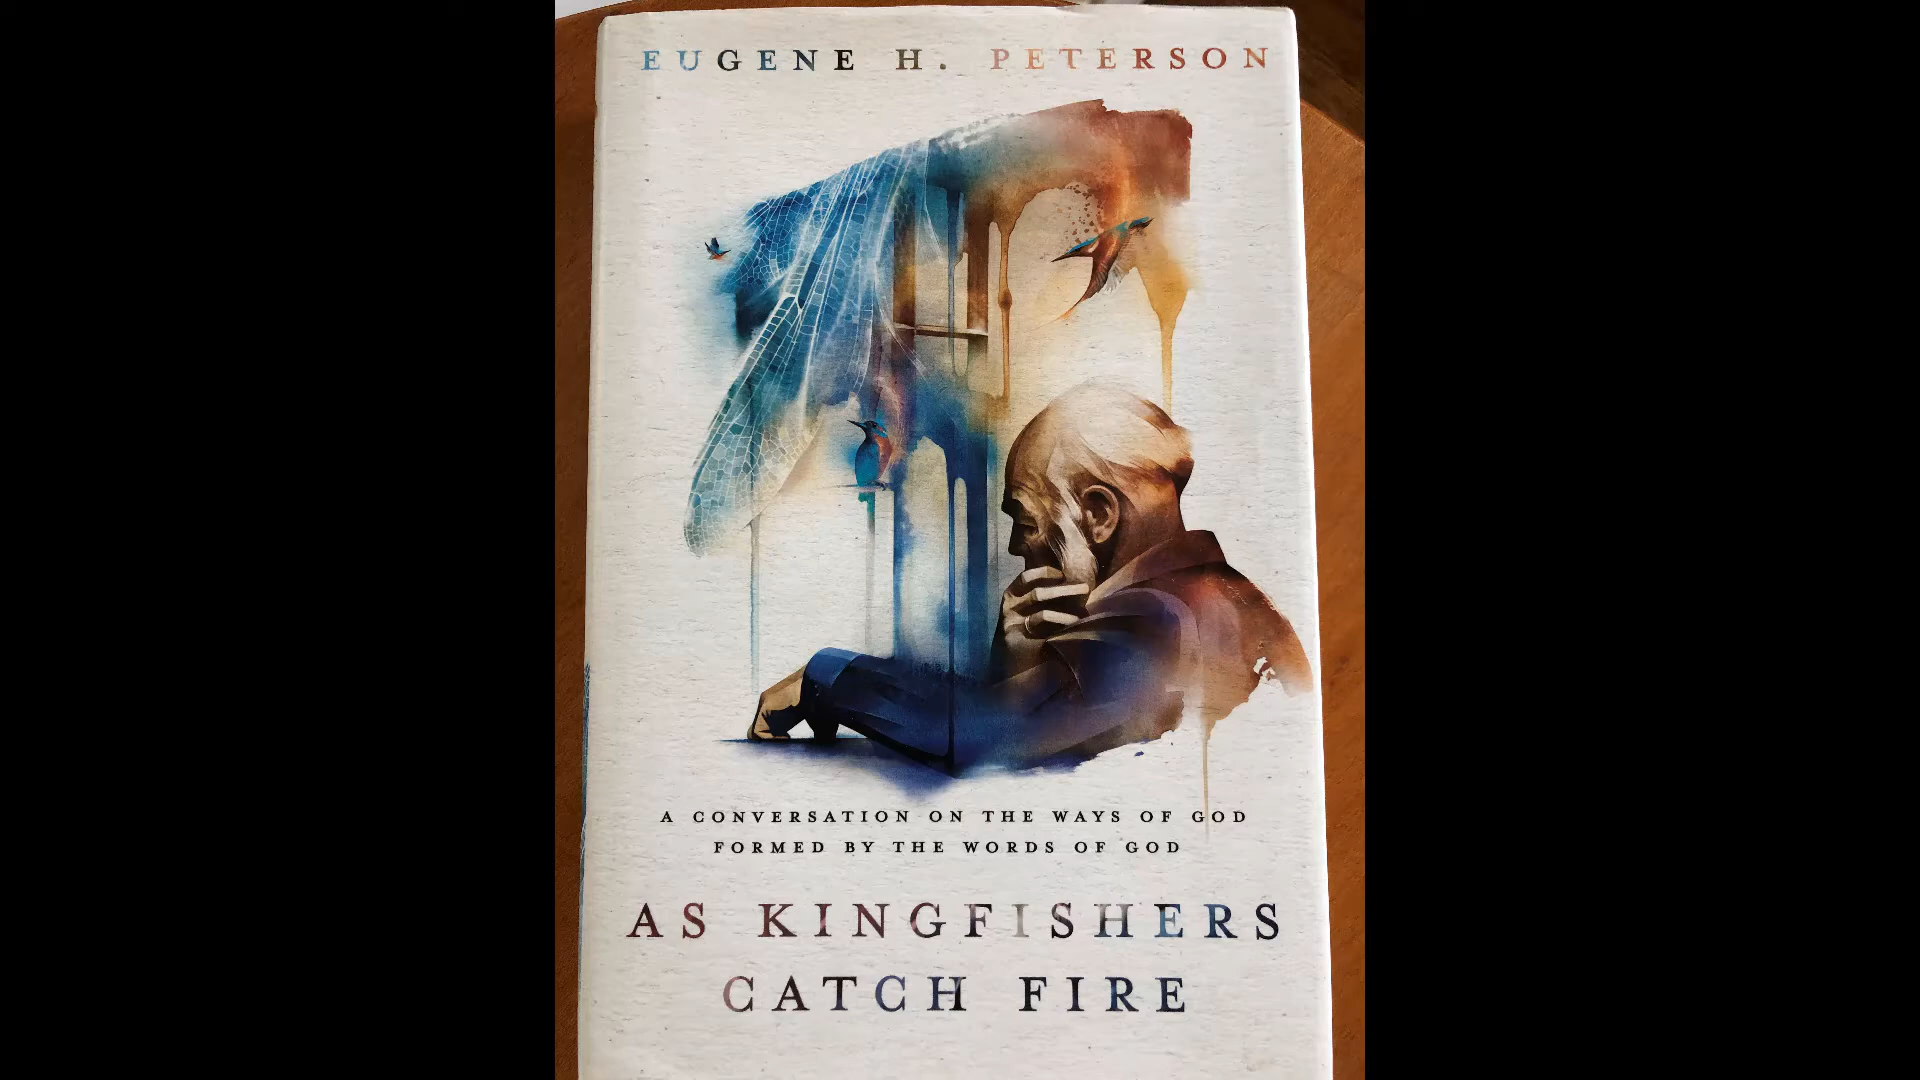 EUGENE H. PETERSON
A CONVERSATION ON THE WAYS OF GOD
FORMED BY THE WORDS OF GOD
AS KINGFISHERS
CATCH FIRE